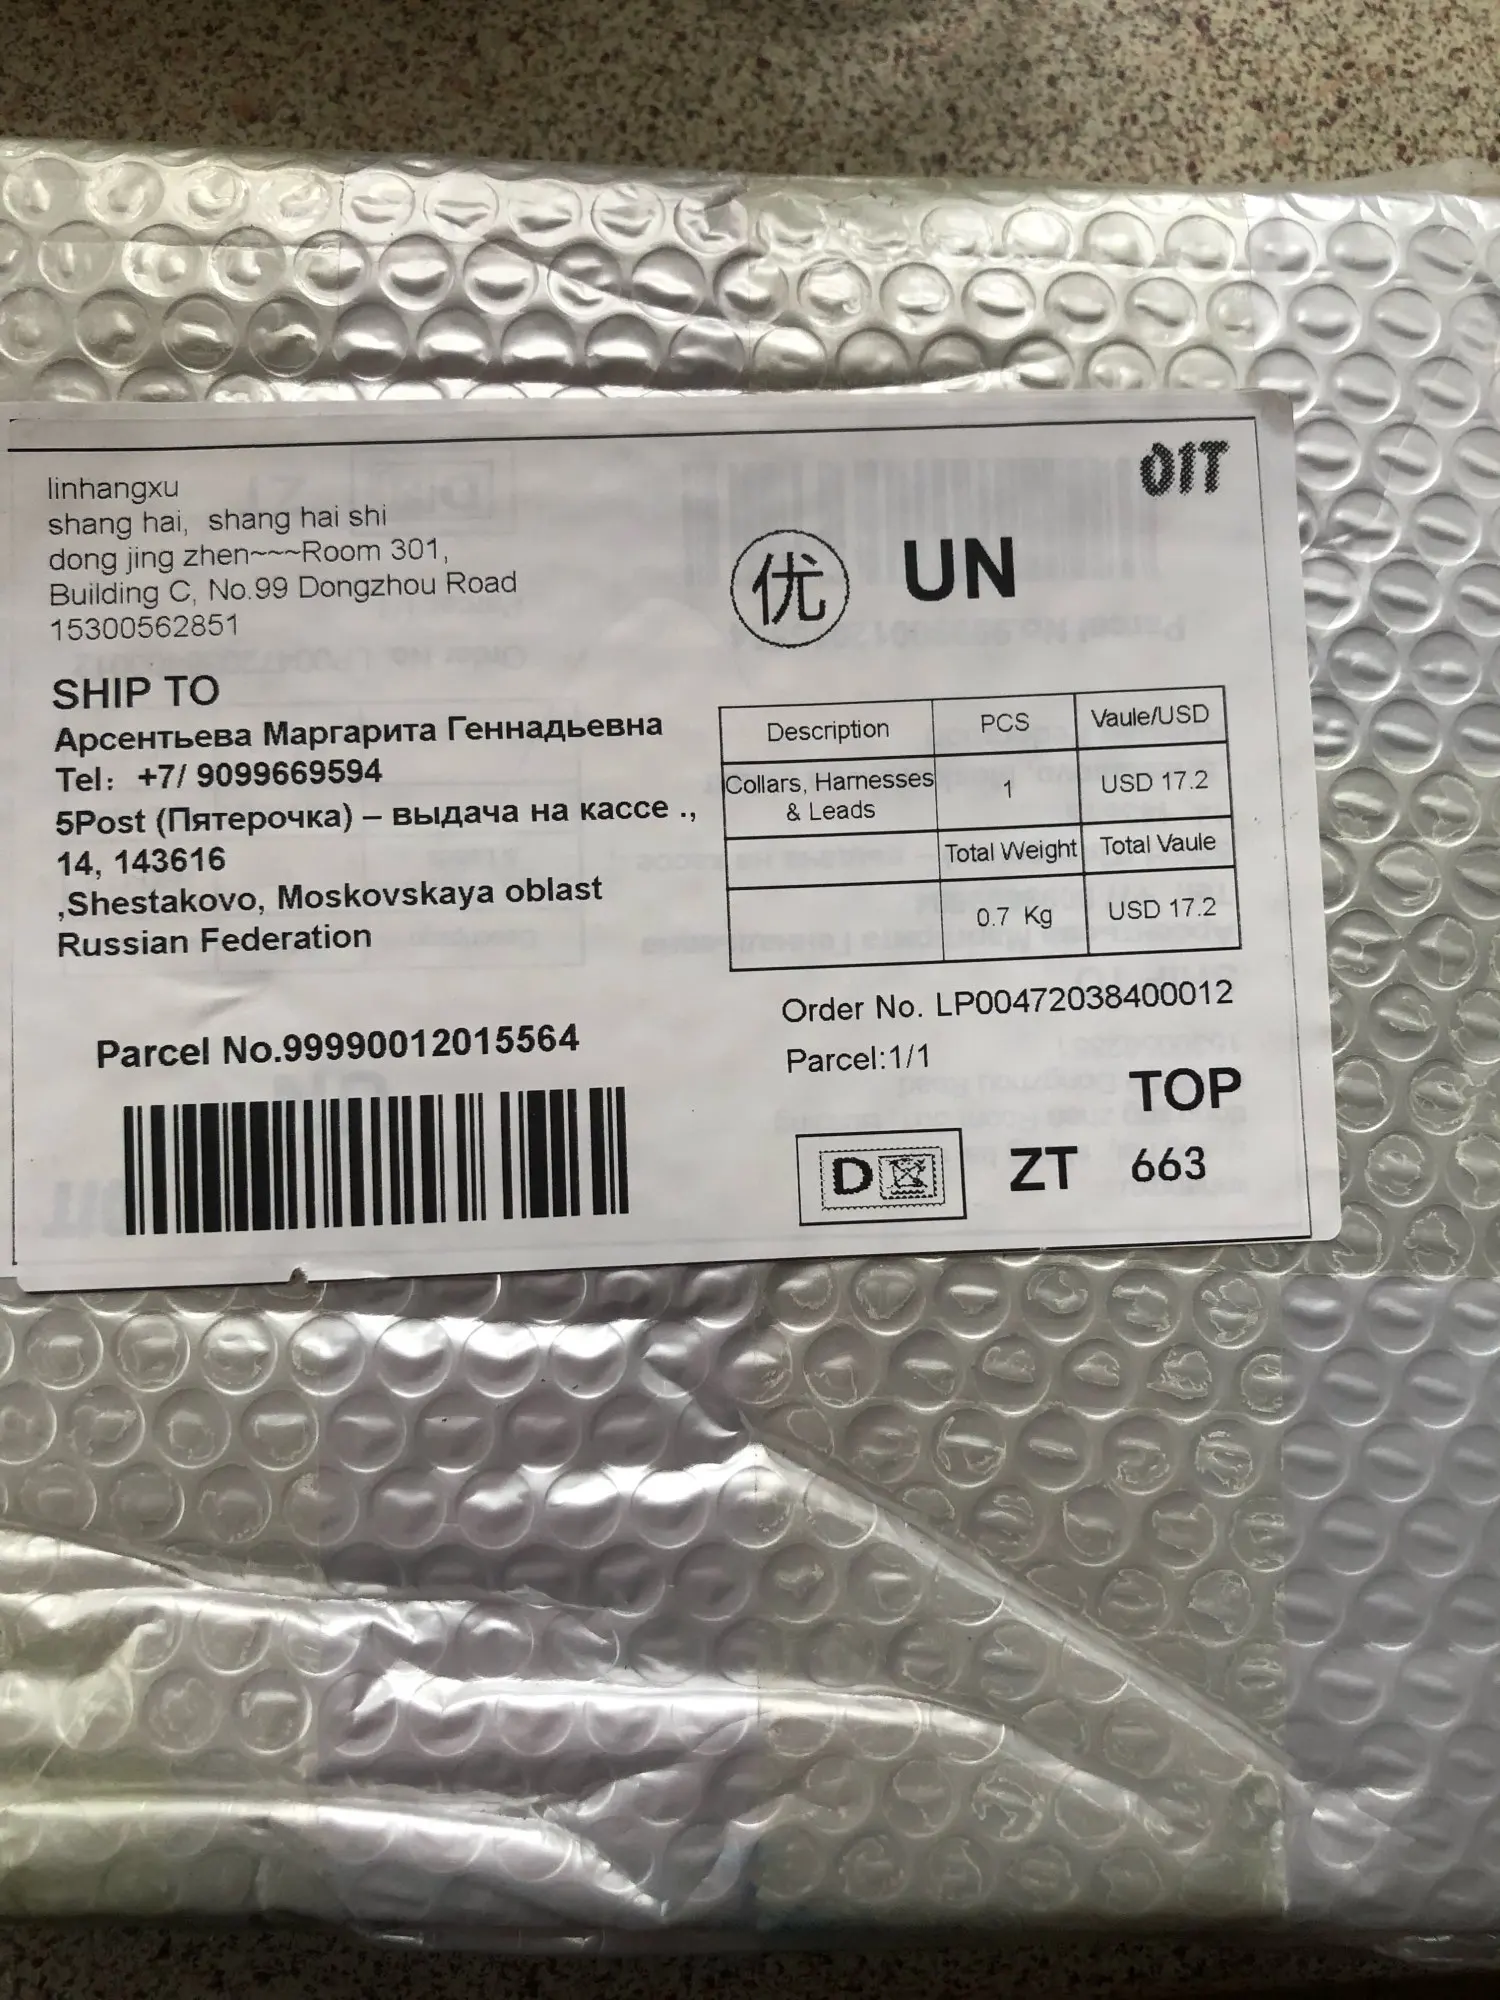 OIT
linhangxu
shang hai, shang hai shi
dong jing zhen~~~Room 301,
Building C, No.99 Dongzhou Road
15300562851
优 UN
SHIP TO
Арсентьева Маргарита Геннадьевна
Tel: +7/ 9099669594
5Post (Пятерочка) – выдача на кассе .,
14, 143616
,Shestakovo, Moskovskaya oblast
Russian Federation
Description PCS Vaule/USD
Collars, Harnesses
& Leads 1 USD 17.2
Total Weight Total Vaule
0.7 Kg USD 17.2
Order No. LP00472038400012
Parcel:1/1
Parcel No.99990012015564
TOP
D ZT 663